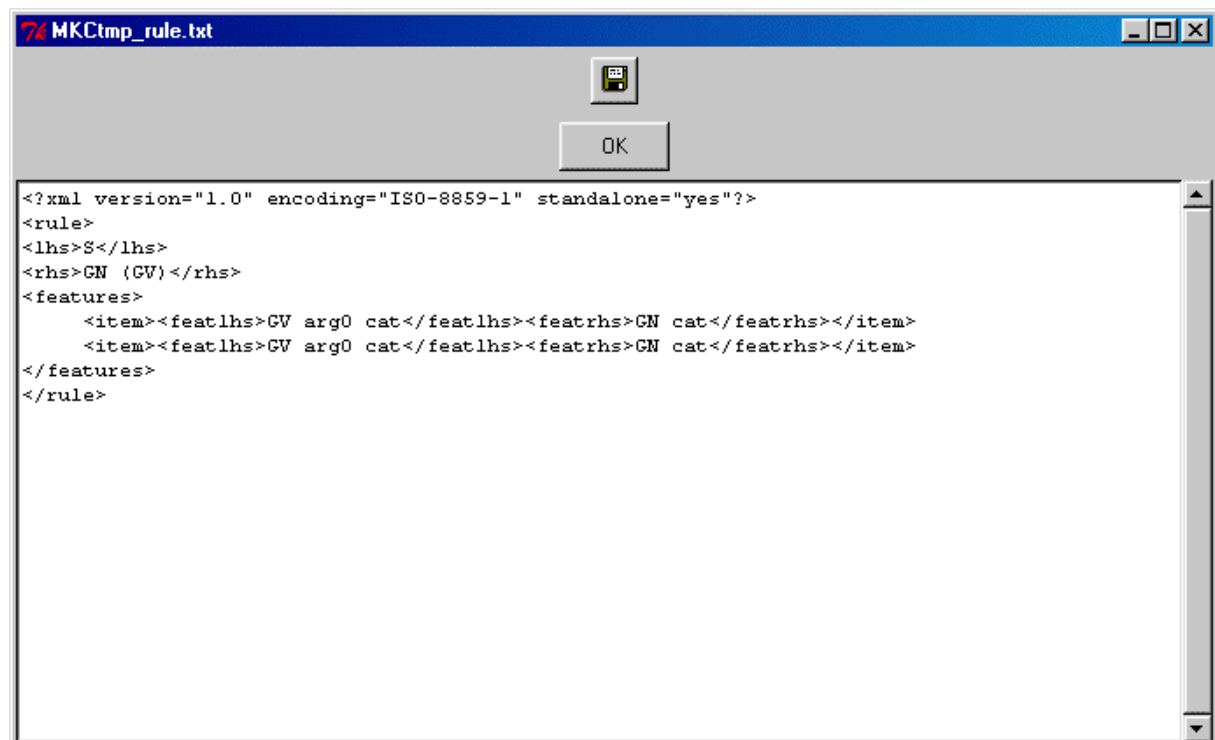 MKCtmp_rule.txt
OK
<?xml version="1.0" encoding="ISO-8859-1" standalone="yes"?>
<rule>
<lhs>S</lhs>
<rhs>GN (GV)</rhs>
<features>
     <item><featlhs>GV arg0 cat</featlhs><featrhs>GN cat</featrhs></item>
     <item><featlhs>GV arg0 cat</featlhs><featrhs>GN cat</featrhs></item>
</features>
</rule>